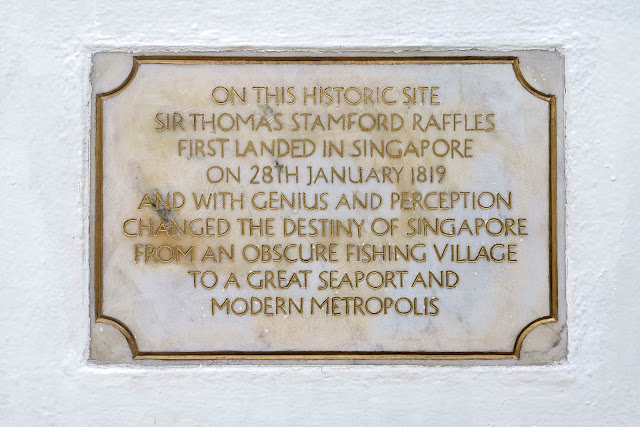 ON THIS HISTORIC SITE
SIR THOMAS STAMFORD RAFFLES
FIRST LANDED IN SINGAPORE
ON 28TH JANUARY 1819
AND WITH GENIUS AND PERCEPTION
CHANGED THE DESTINY OF SINGAPORE
FROM AN OBSCURE FISHING VILLAGE
TO A GREAT SEAPORT AND
MODERN METROPOLIS